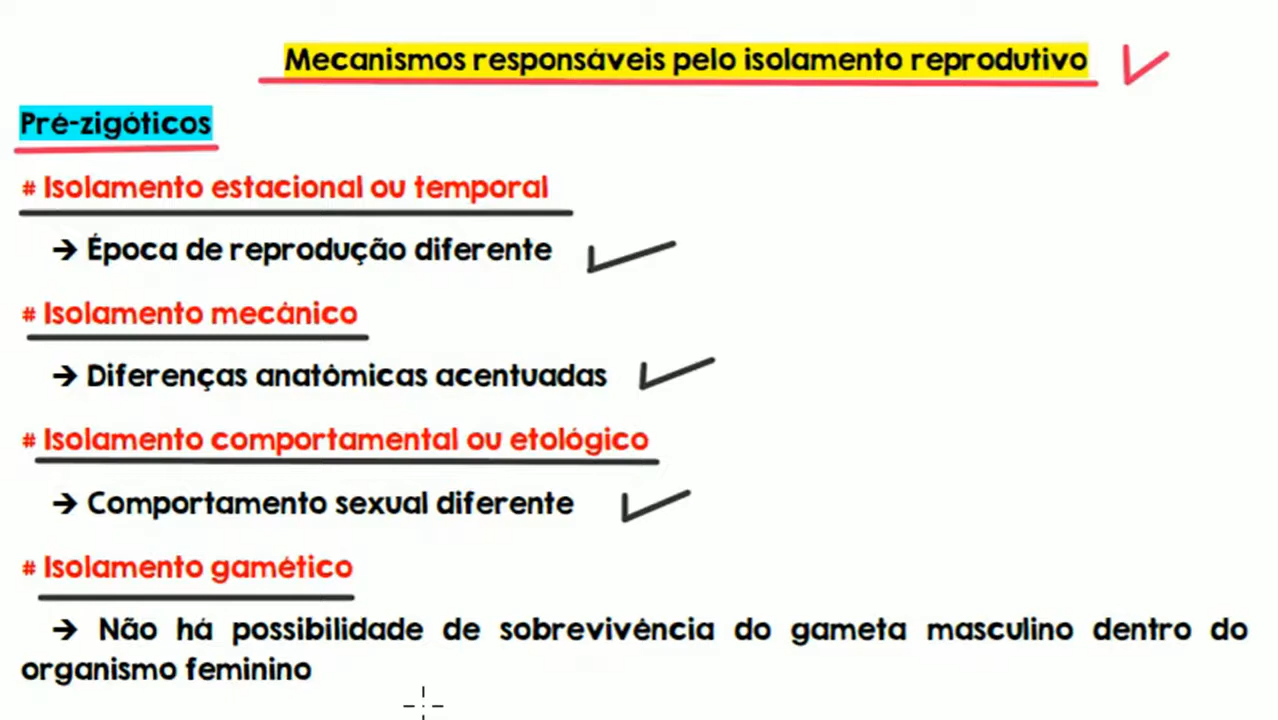 Mecanismos responsáveis pelo isolamento reprodutivo
Pré-zigóticos
# Isolamento estacional ou temporal
→ Época de reprodução diferente
# Isolamento mecânico
→ Diferenças anatômicas acentuadas
# Isolamento comportamental ou etológico
→ Comportamento sexual diferente
# Isolamento gamético
→ Não há possibilidade de sobrevivência do gameta masculino dentro do
organismo feminino